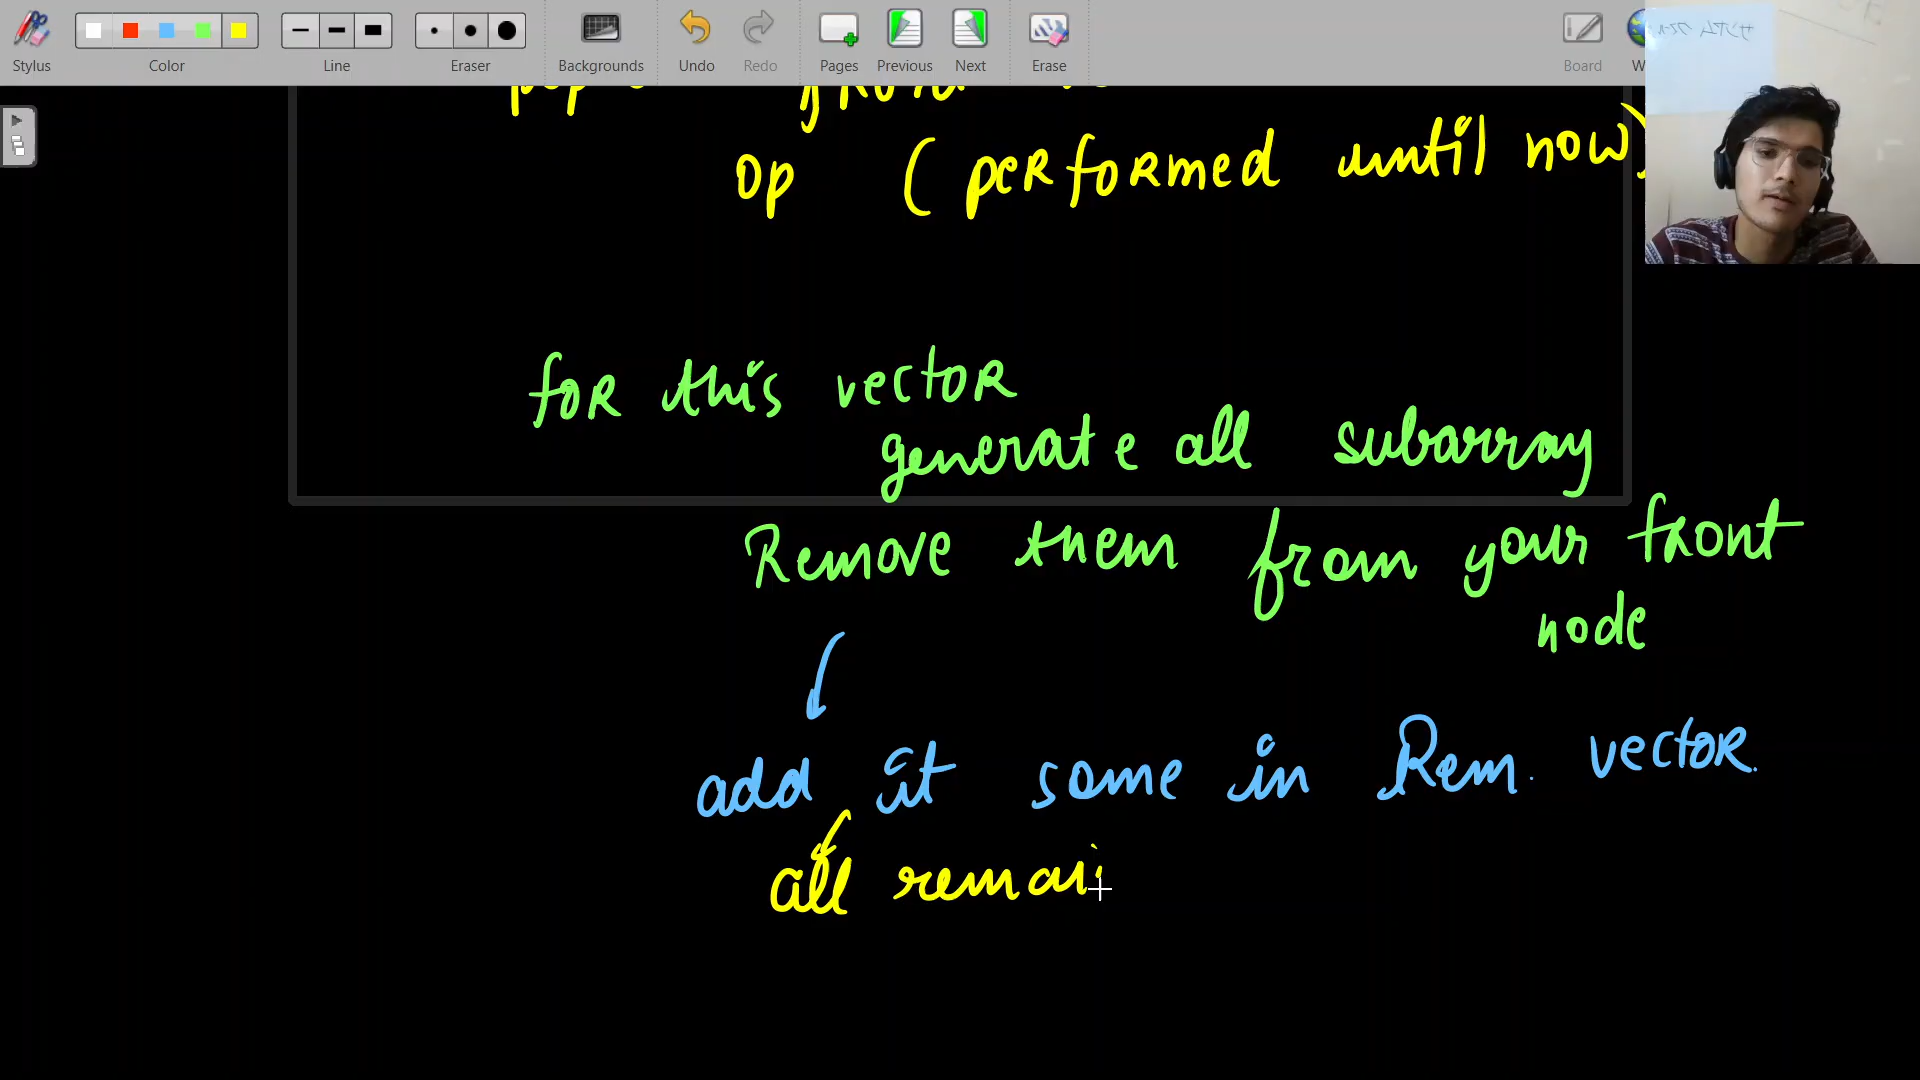 Stylus Color Line Eraser Backgrounds Undo Redo Pages Previous Next Erase Board W
op (performed until now)
for this vector
generate all subarray
Remove them from your front
node
add it some in Rem. vector.
all remai